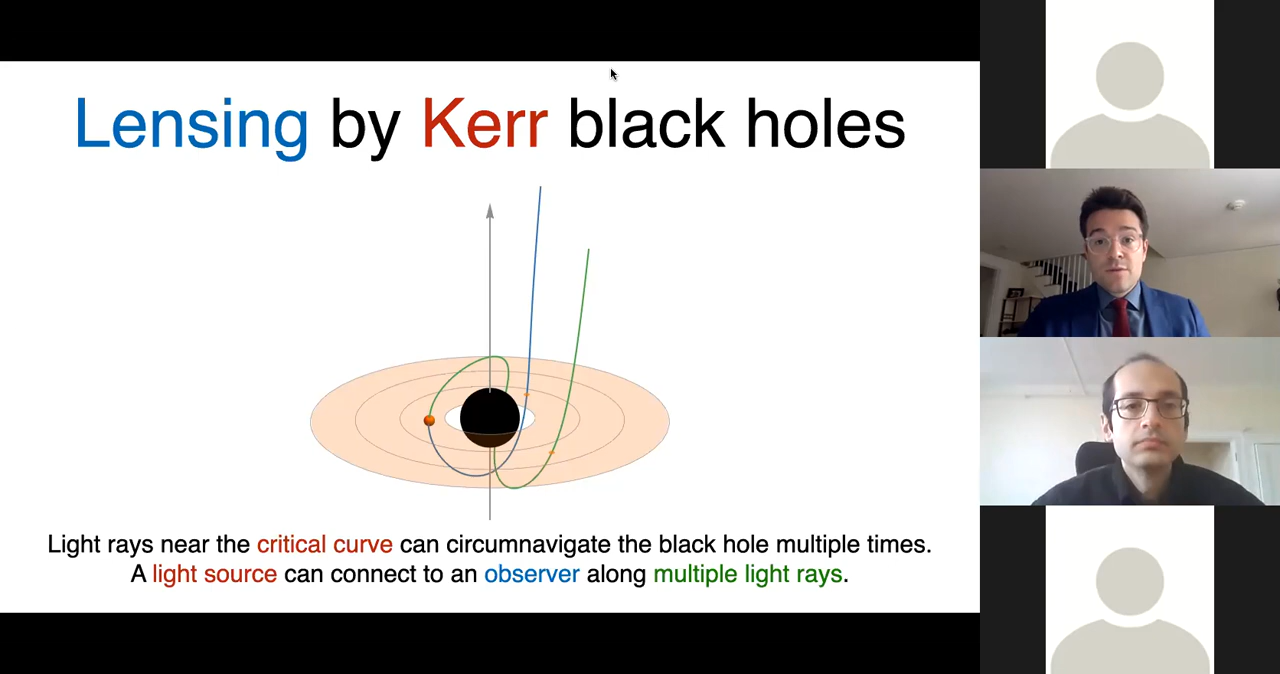 Lensing by Kerr black holes
Light rays near the critical curve can circumnavigate the black hole multiple times.
A light source can connect to an observer along multiple light rays.